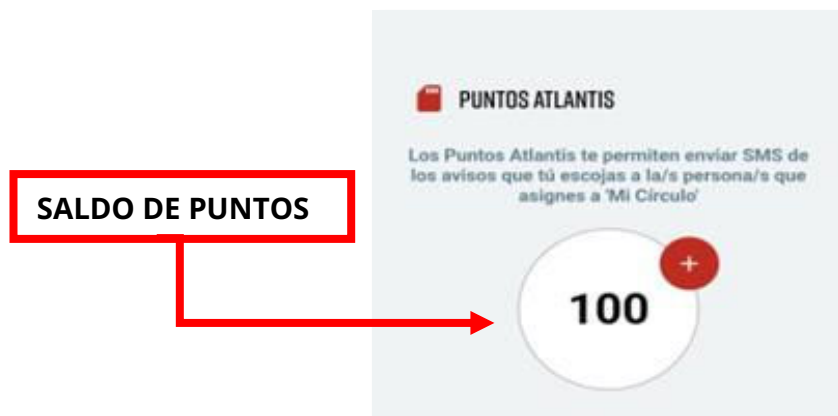 PUNTOS ATLANTIS
Los Puntos Atlantis te permiten enviar SMS de
los avisos que tú escojas a la/s persona/s que
asignes a 'Mi Círculo'
SALDO DE PUNTOS
+
100